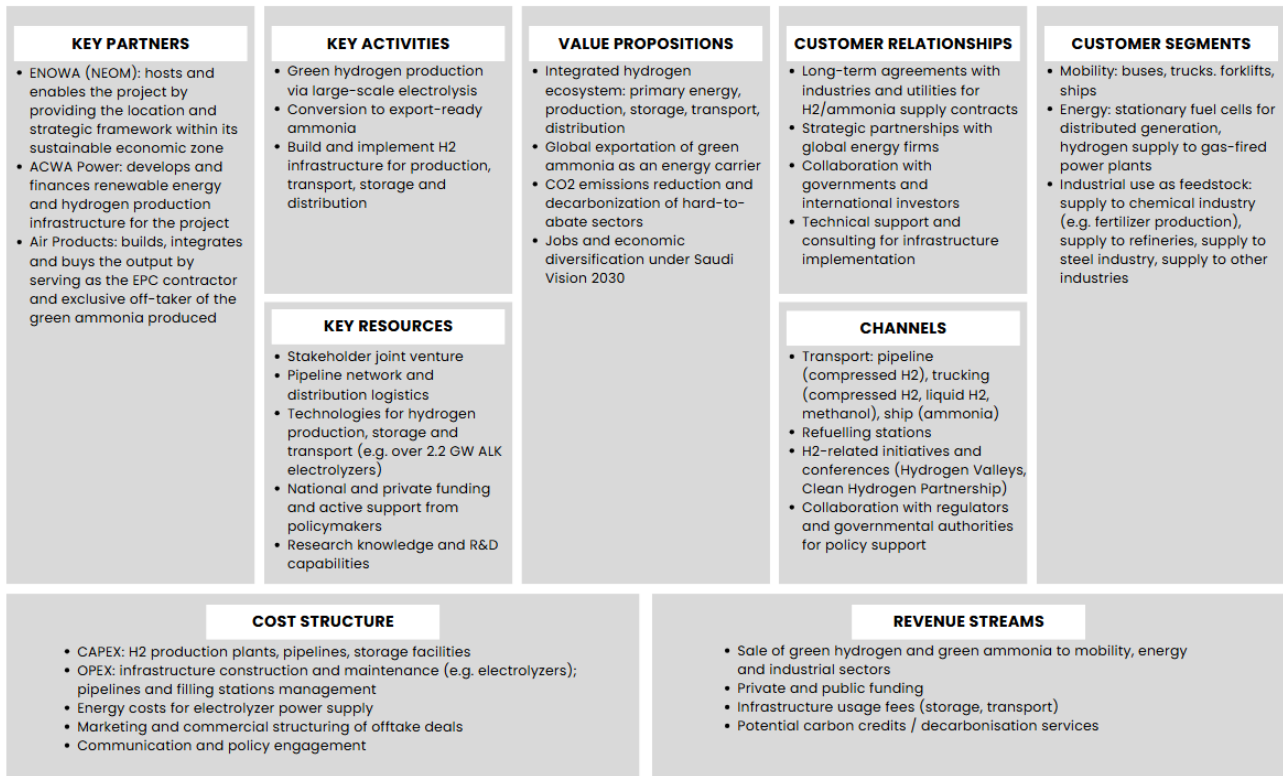 KEY PARTNERS
• ENOWA (NEOM): hosts and
enables the project by
providing the location and
strategic framework within its
sustainable economic zone
• ACWA Power: develops and
finances renewable energy
and hydrogen production
infrastructure for the project
• Air Products: builds, integrates
and buys the output by
serving as the EPC contractor
and exclusive off-taker of the
green ammonia produced
KEY ACTIVITIES
• Green hydrogen production
via large-scale electrolysis
• Conversion to export-ready
ammonia
• Build and implement H2
infrastructure for production,
transport, storage and
distribution
KEY RESOURCES
• Stakeholder joint venture
• Pipeline network and
distribution logistics
• Technologies for hydrogen
production, storage and
transport (e.g. over 2.2 GW ALK
electrolyzers)
• National and private funding
and active support from
policymakers
• Research knowledge and R&D
capabilities
VALUE PROPOSITIONS
• Integrated hydrogen
ecosystem: primary energy,
production, storage, transport,
distribution
• Global exportation of green
ammonia as an energy carrier
• CO2 emissions reduction and
decarbonization of hard-to-
abate sectors
• Jobs and economic
diversification under Saudi
Vision 2030
CUSTOMER RELATIONSHIPS
• Long-term agreements with
industries and utilities for
H2/ammonia supply contracts
• Strategic partnerships with
global energy firms
• Collaboration with
governments and
international investors
• Technical support and
consulting for infrastructure
implementation
CHANNELS
• Transport: pipeline
(compressed H2), trucking
(compressed H2, liquid H2,
methanol), ship (ammonia)
• Refuelling stations
• H2-related initiatives and
conferences (Hydrogen Valleys,
Clean Hydrogen Partnership)
• Collaboration with regulators
and governmental authorities
for policy support
CUSTOMER SEGMENTS
• Mobility: buses, trucks. forklifts,
ships
• Energy: stationary fuel cells for
distributed generation,
hydrogen supply to gas-fired
power plants
• Industrial use as feedstock:
supply to chemical industry
(e.g. fertilizer production),
supply to refineries, supply to
steel industry, supply to other
industries
COST STRUCTURE
• CAPEX: H2 production plants, pipelines, storage facilities
• OPEX: infrastructure construction and maintenance (e.g. electrolyzers);
pipelines and filling stations management
• Energy costs for electrolyzer power supply
• Marketing and commercial structuring of offtake deals
• Communication and policy engagement
REVENUE STREAMS
• Sale of green hydrogen and green ammonia to mobility, energy
and industrial sectors
• Private and public funding
• Infrastructure usage fees (storage, transport)
• Potential carbon credits / decarbonisation services